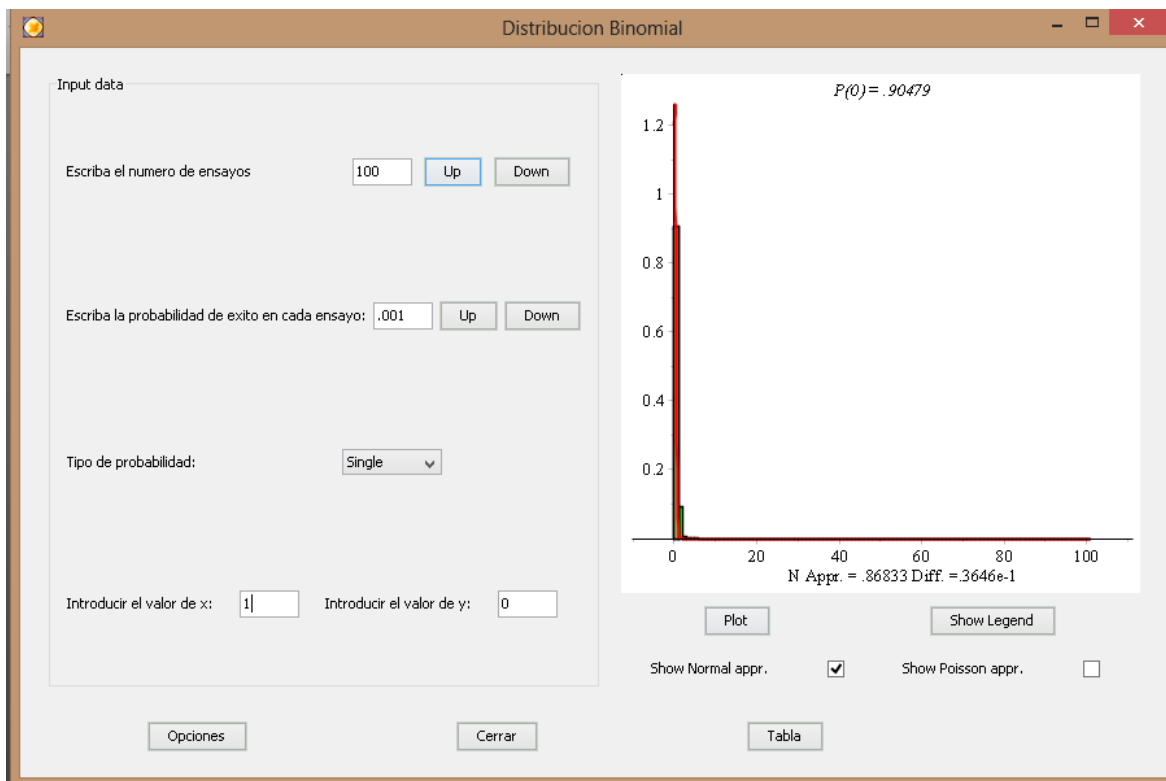 Distribucion Binomial
Input data
Escriba el numero de ensayos 100 Up Down
Escriba la probabilidad de exito en cada ensayo: .001 Up Down
Tipo de probabilidad: Single
Introducir el valor de x: 1 Introducir el valor de y: 0
P(0) = .90479
1.2
1
0.8
0.6
0.4
0.2
0 20 40 60 80 100
N Appr. = .86833 Diff. =.3646e-1
Plot Show Legend
Show Normal appr. Show Poisson appr.
Opciones Cerrar Tabla